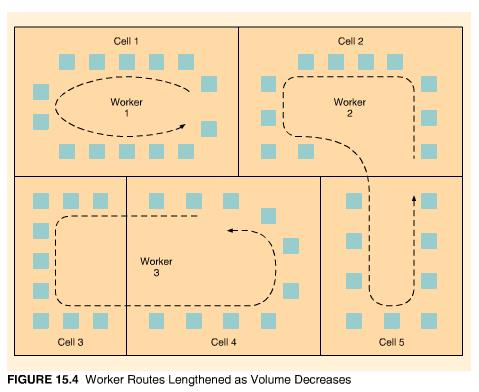 Cell 1
Cell 2
Worker
1
Worker
2
Worker
3
Cell 3
Cell 4
Cell 5
FIGURE 15.4 Worker Routes Lengthened as Volume Decreases